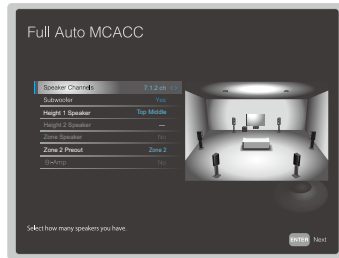 Full Auto MCACC
Speaker Channels 7.1.2 ch
Subwoofer Yes
Height 1 Speaker Top Middle
Height 2 Speaker ---
Zone Speaker No
Zone 2 Preout Zone 2
Bi-Amp No
Select how many speakers you have.
ENTER Next